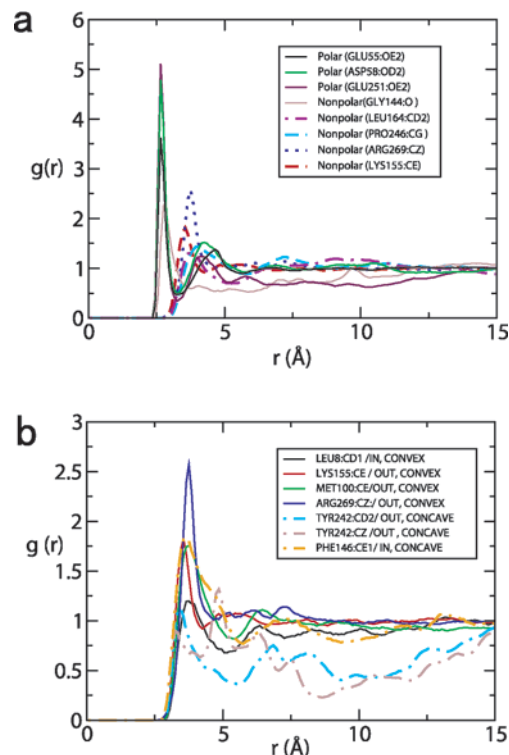 a
6
5
4
3
2
1
0
g(r)
Polar (GLU55:OE2)
Polar (ASP58:OD2)
Polar (GLU251:OE2)
Nonpolar(GLY144:O )
Nonpolar (LEU164:CD2)
Nonpolar (PRO246:CG )
Nonpolar (ARG269:CZ)
Nonpolar (LYS155:CE)
0 5 10 15
r (Å)
b
3
2.5
2
1.5
1
0.5
0
g (r)
LEU8:CD1 /IN, CONVEX
LYS155:CE / OUT, CONVEX
MET100:CE/OUT, CONVEX
ARG269:CZ:/ OUT, CONVEX
TYR242:CD2/ OUT, CONCAVE
TYR242:CZ /OUT, CONCAVE
PHE146:CE1/ IN, CONCAVE
0 5 10 15
r (Å)